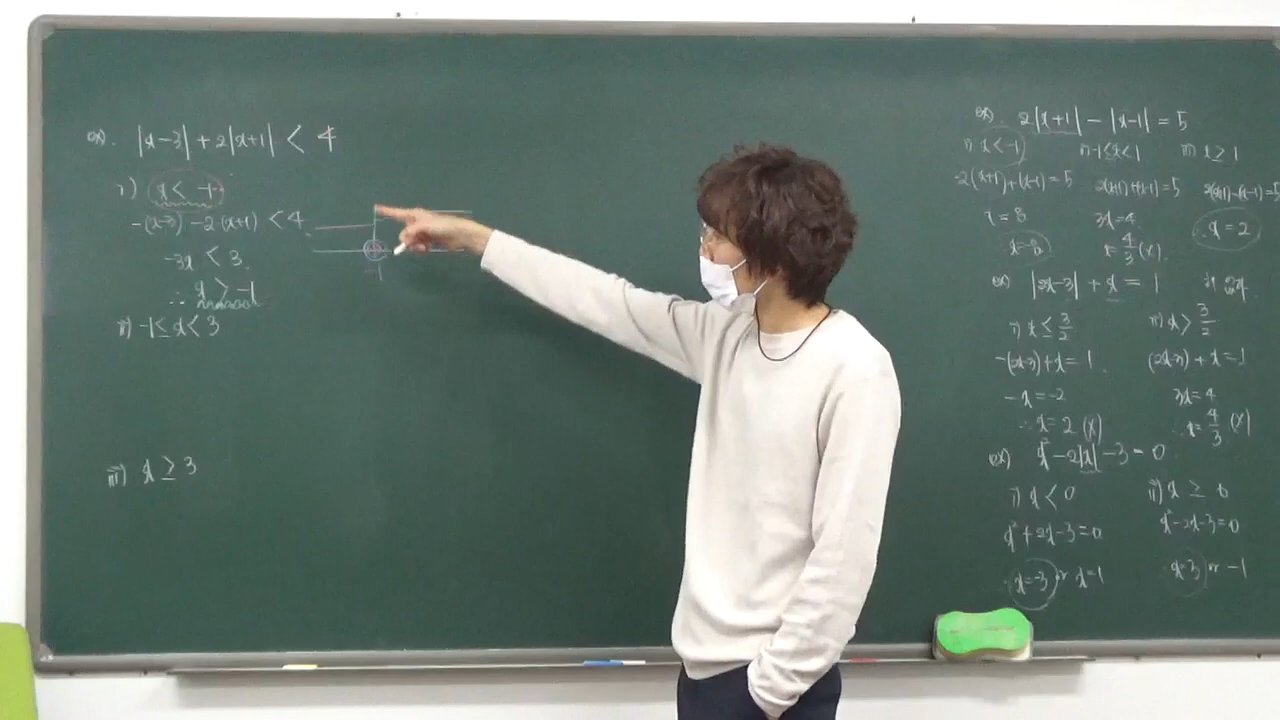 ex). |x-3|+2|x+1| < 4
i) x < -1
-(x-3) -2(x+1) < 4
-3x < 3
∴ x > -1
-1
ii) -1 ≤ x < 3
iii) x ≥ 3
ex). 2|x+1| - |x-1| = 5
i) x < -1 ii) -1 ≤ x < 1 iii) x ≥ 1
-2(x+1)+(x-1)=5 2(x+1)+(x-1)=5 2(x+1)-(x-1)=5
3x=4 ∴ x=2
x=-8 x=4/3 (x).
ex) |2x-3| + x = 1
i) x ≤ 3/2 ii) x > 3/2
-(2x-3)+x=1 (2x-3)+x=1
-x=-2 3x=4
∴ x=2 (x) ∴ x=4/3 (x)
ex) x²-2|x|-3=0
i) x < 0 ii) x ≥ 0
x²+2x-3=0 x²-2x-3=0
x=-3 or x=1 x=3 or -1